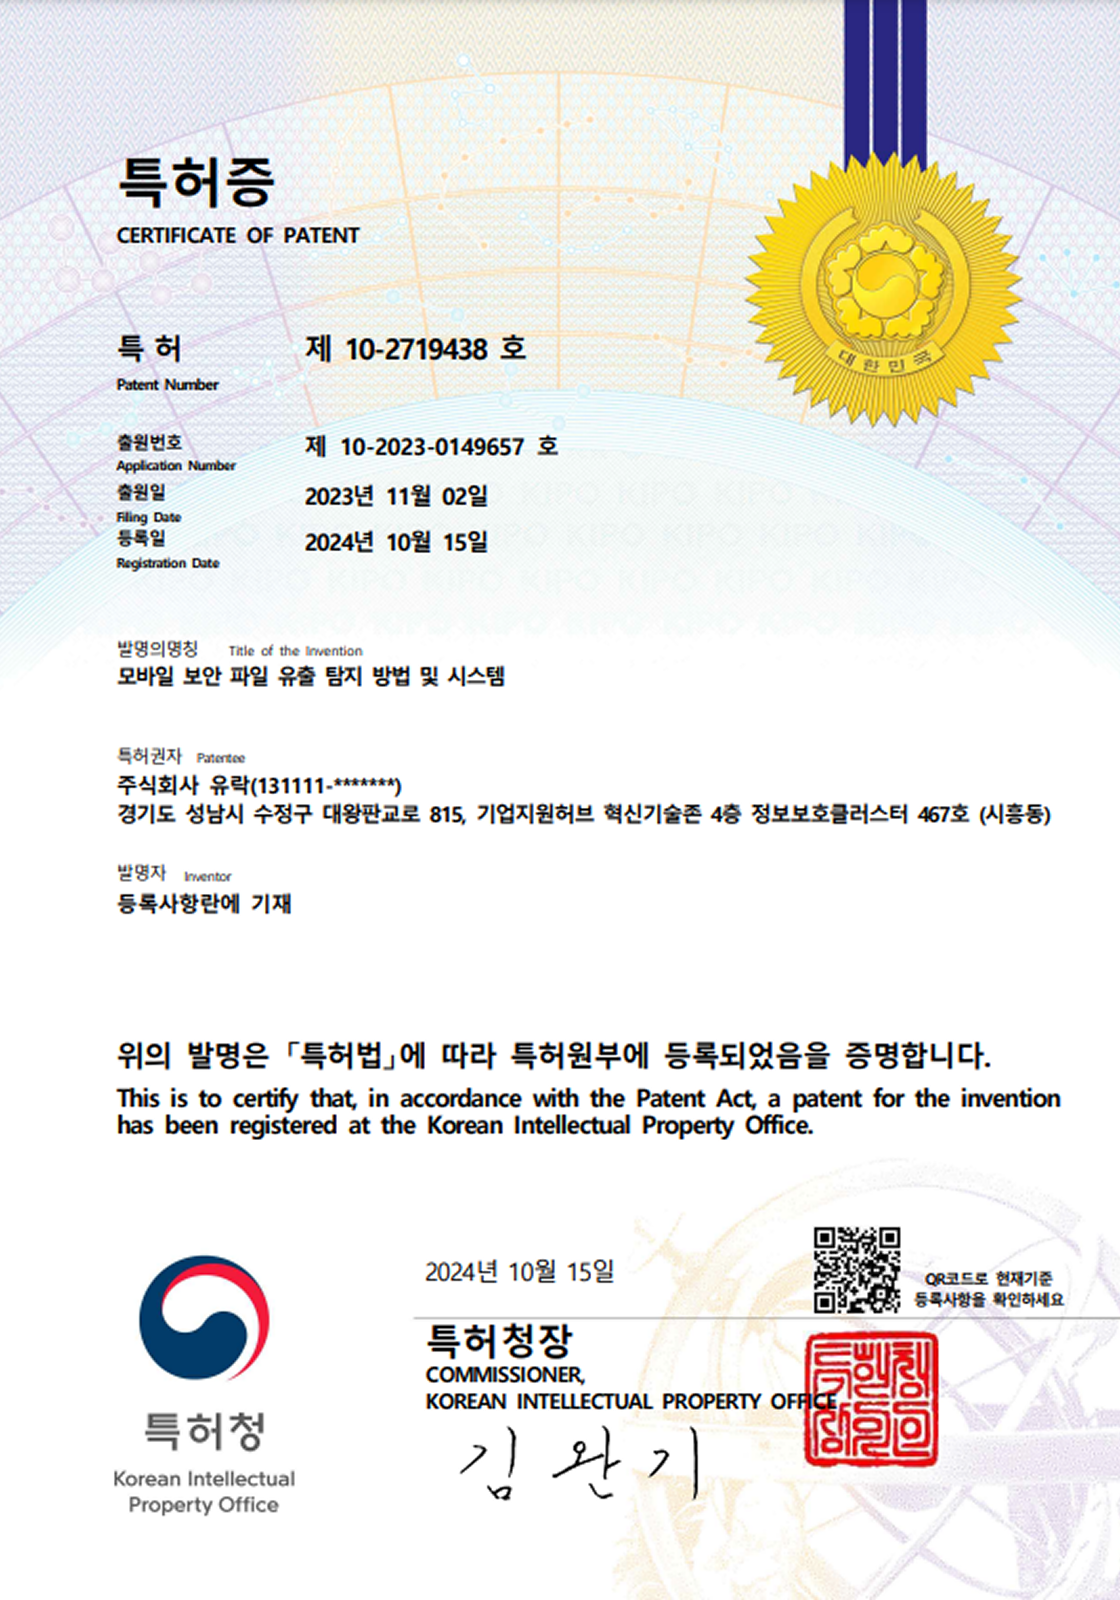 특허증
CERTIFICATE OF PATENT
대한민국
특 허 제 10-2719438 호
Patent Number
출원번호 제 10-2023-0149657 호
Application Number
출원일 2023년 11월 02일
Filing Date
등록일 2024년 10월 15일
Registration Date
KIPO KIPO KIPO KIPO KIPO KIPO KIPO
발명의명칭 Title of the Invention
모바일 보안 파일 유출 탐지 방법 및 시스템
특허권자 Patentee
주식회사 유락(131111-*******)
경기도 성남시 수정구 대왕판교로 815, 기업지원허브 혁신기술존 4층 정보보호클러스터 467호 (시흥동)
발명자 Inventor
등록사항란에 기재
위의 발명은 「특허법」에 따라 특허원부에 등록되었음을 증명합니다.
This is to certify that, in accordance with the Patent Act, a patent for the invention
has been registered at the Korean Intellectual Property Office.
2024년 10월 15일
QR코드로 현재기준
등록사항을 확인하세요
특허청장
COMMISSIONER,
KOREAN INTELLECTUAL PROPERTY OFFICE
김 완 기
특허청
Korean Intellectual
Property Office